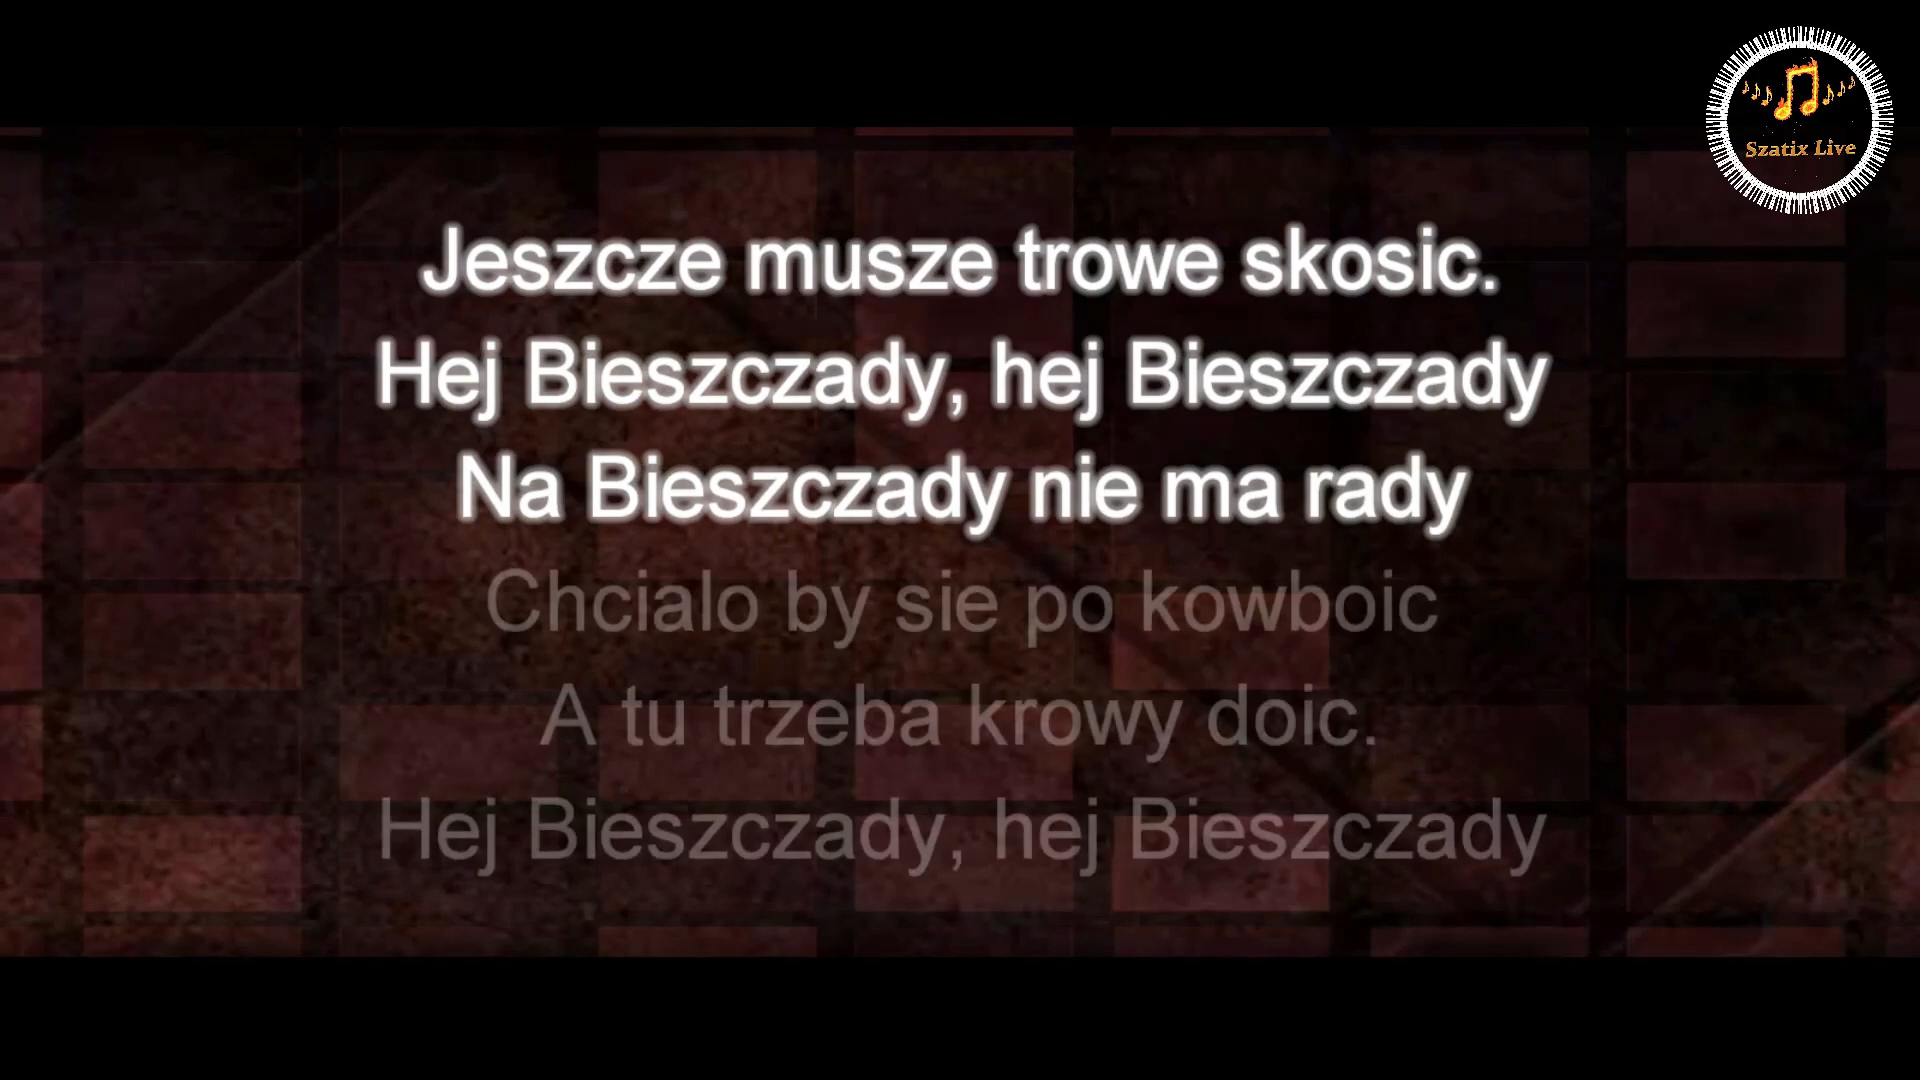 Szatix Live
Jeszcze musze trowe skosic.
Hej Bieszczady, hej Bieszczady
Na Bieszczady nie ma rady
Chcialo by sie po kowboic
A tu trzeba krowy doic.
Hej Bieszczady, hej Bieszczady